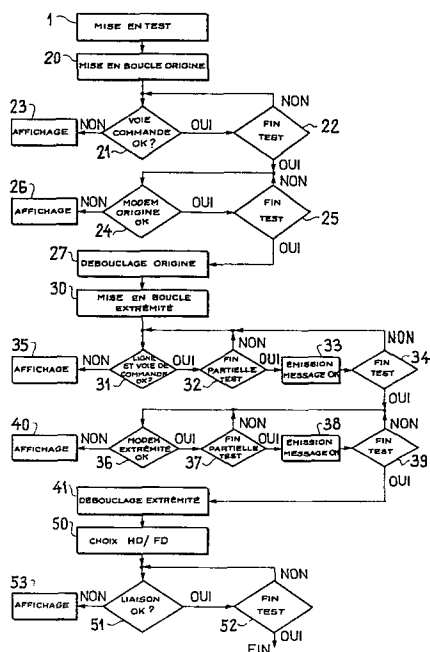 1
MISE EN TEST
20
MISE EN BOUCLE ORIGINE
NON
23
AFFICHAGE
NON
VOIE COMMANDE OK ?
21
OUI
FIN TEST
22
OUI
NON
26
AFFICHAGE
NON
MODEM ORIGINE OK
24
OUI
FIN TEST
25
OUI
27
DEBOUCLAGE ORIGINE
30
MISE EN BOUCLE EXTRÉMITÉ
NON
NON
35
AFFICHAGE
NON
LIGNE ET VOIE DE COMMANDE OK ?
31
OUI
FIN PARTIELLE TEST
32
OUI
33
ÉMISSION MESSAGE OK
FIN TEST
34
OUI
NON
NON
40
AFFICHAGE
NON
MODEM EXTRÉMITÉ OK
36
OUI
FIN PARTIELLE TEST
37
OUI
38
ÉMISSION MESSAGE OK
FIN TEST
39
OUI
41
DEBOUCLAGE EXTRÉMITÉ
50
CHOIX HD/FD
NON
53
AFFICHAGE
NON
LIAISON OK ?
51
OUI
FIN TEST
52
OUI
FIN